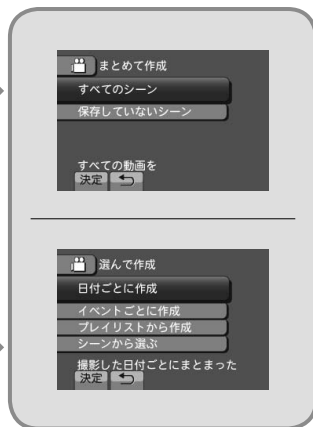 まとめて作成
すべてのシーン
保存していないシーン
すべての動画を
決定
選んで作成
日付ごとに作成
イベントごとに作成
プレイリストから作成
シーンから選ぶ
撮影した日付ごとにまとまった
決定